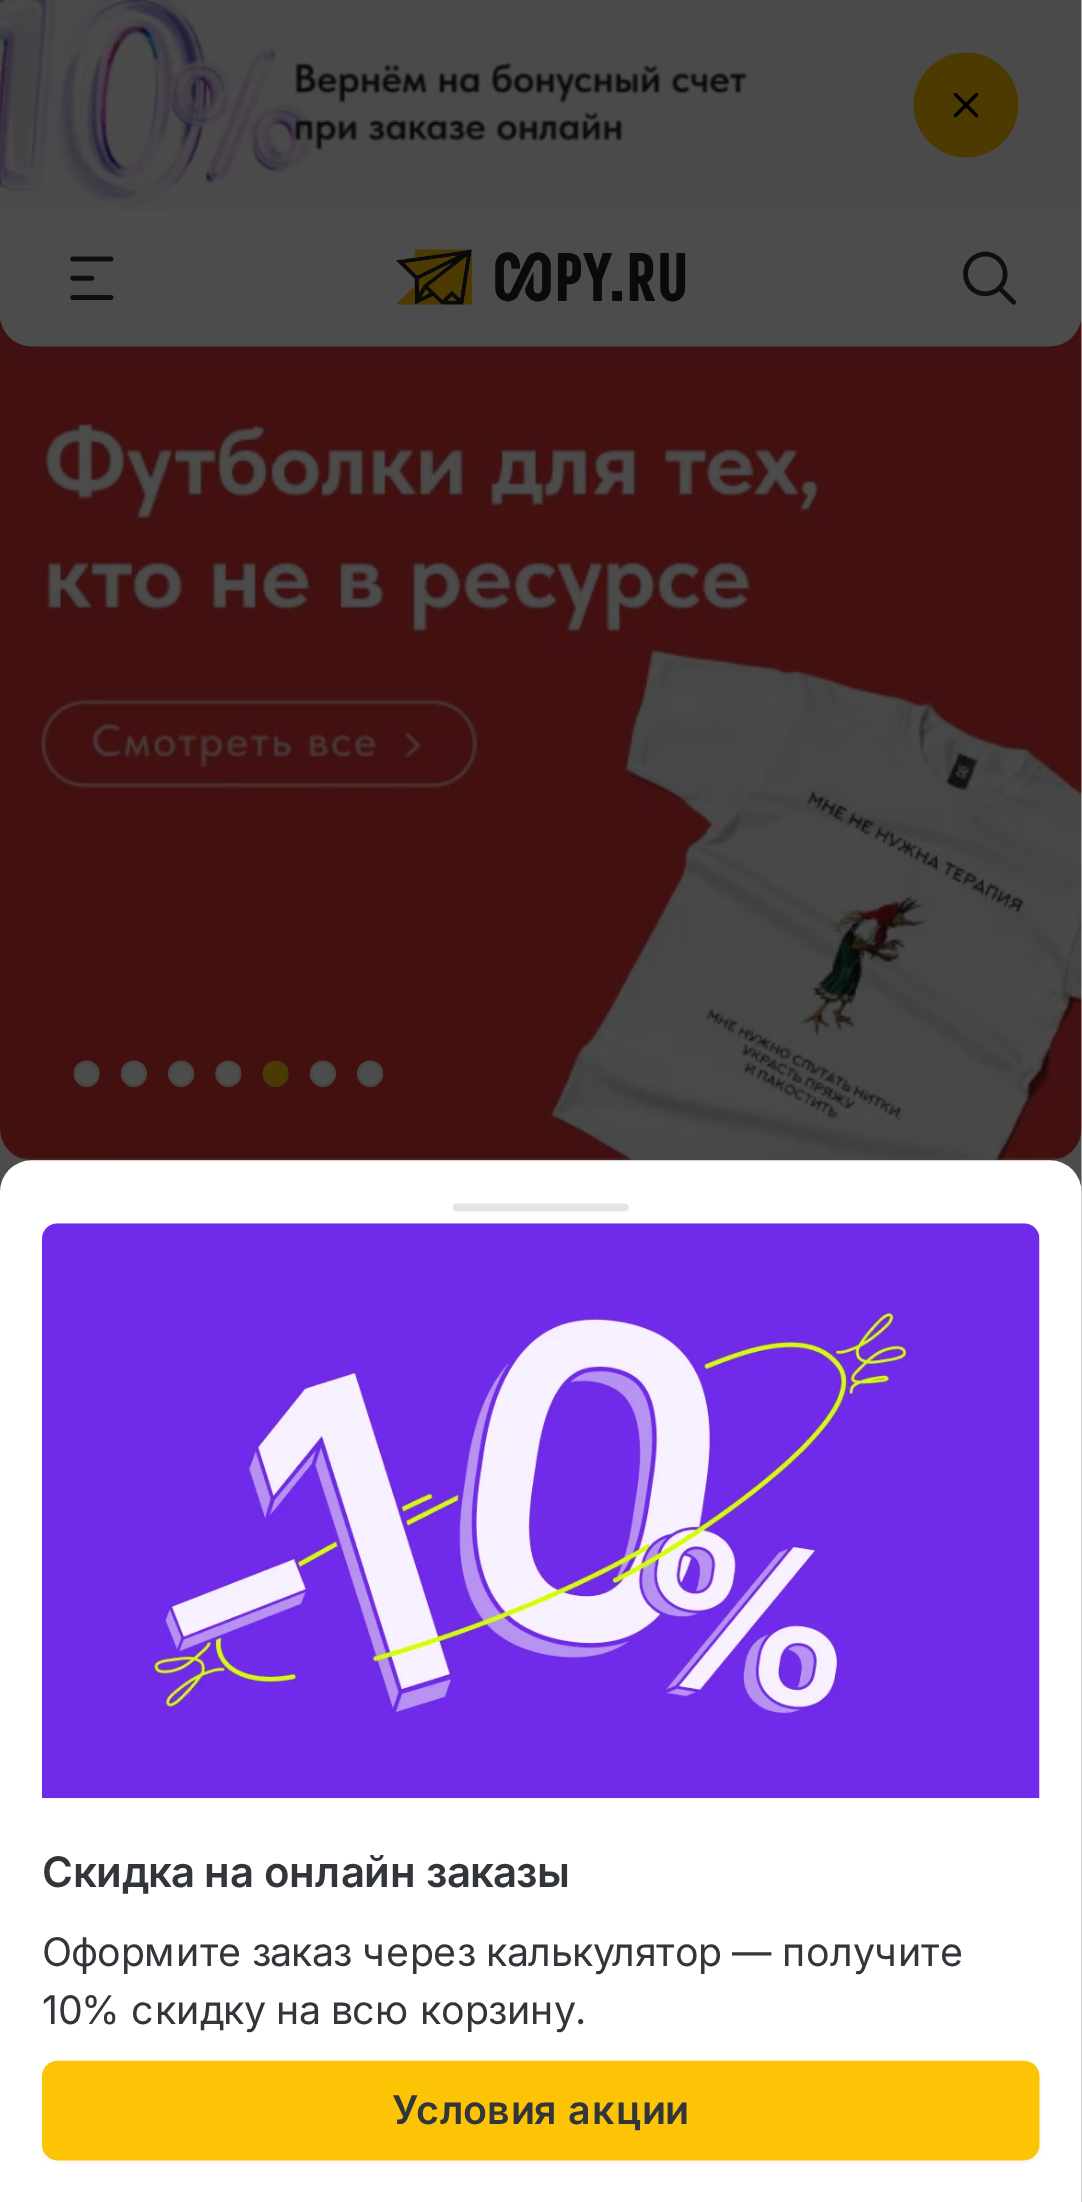 10%
Вернём на бонусный счет
при заказе онлайн
COPY.RU
Футболки для тех,
кто не в ресурсе
Смотреть все
МНЕ НЕ НУЖНА ТЕРАПИЯ
МНЕ НУЖНО СПУТАТЬ НИТКИ,
УКРАСТЬ ПРЯЖУ
И ПАКОСТИТЬ
-10%
Скидка на онлайн заказы
Оформите заказ через калькулятор — получите
10% скидку на всю корзину.
Условия акции